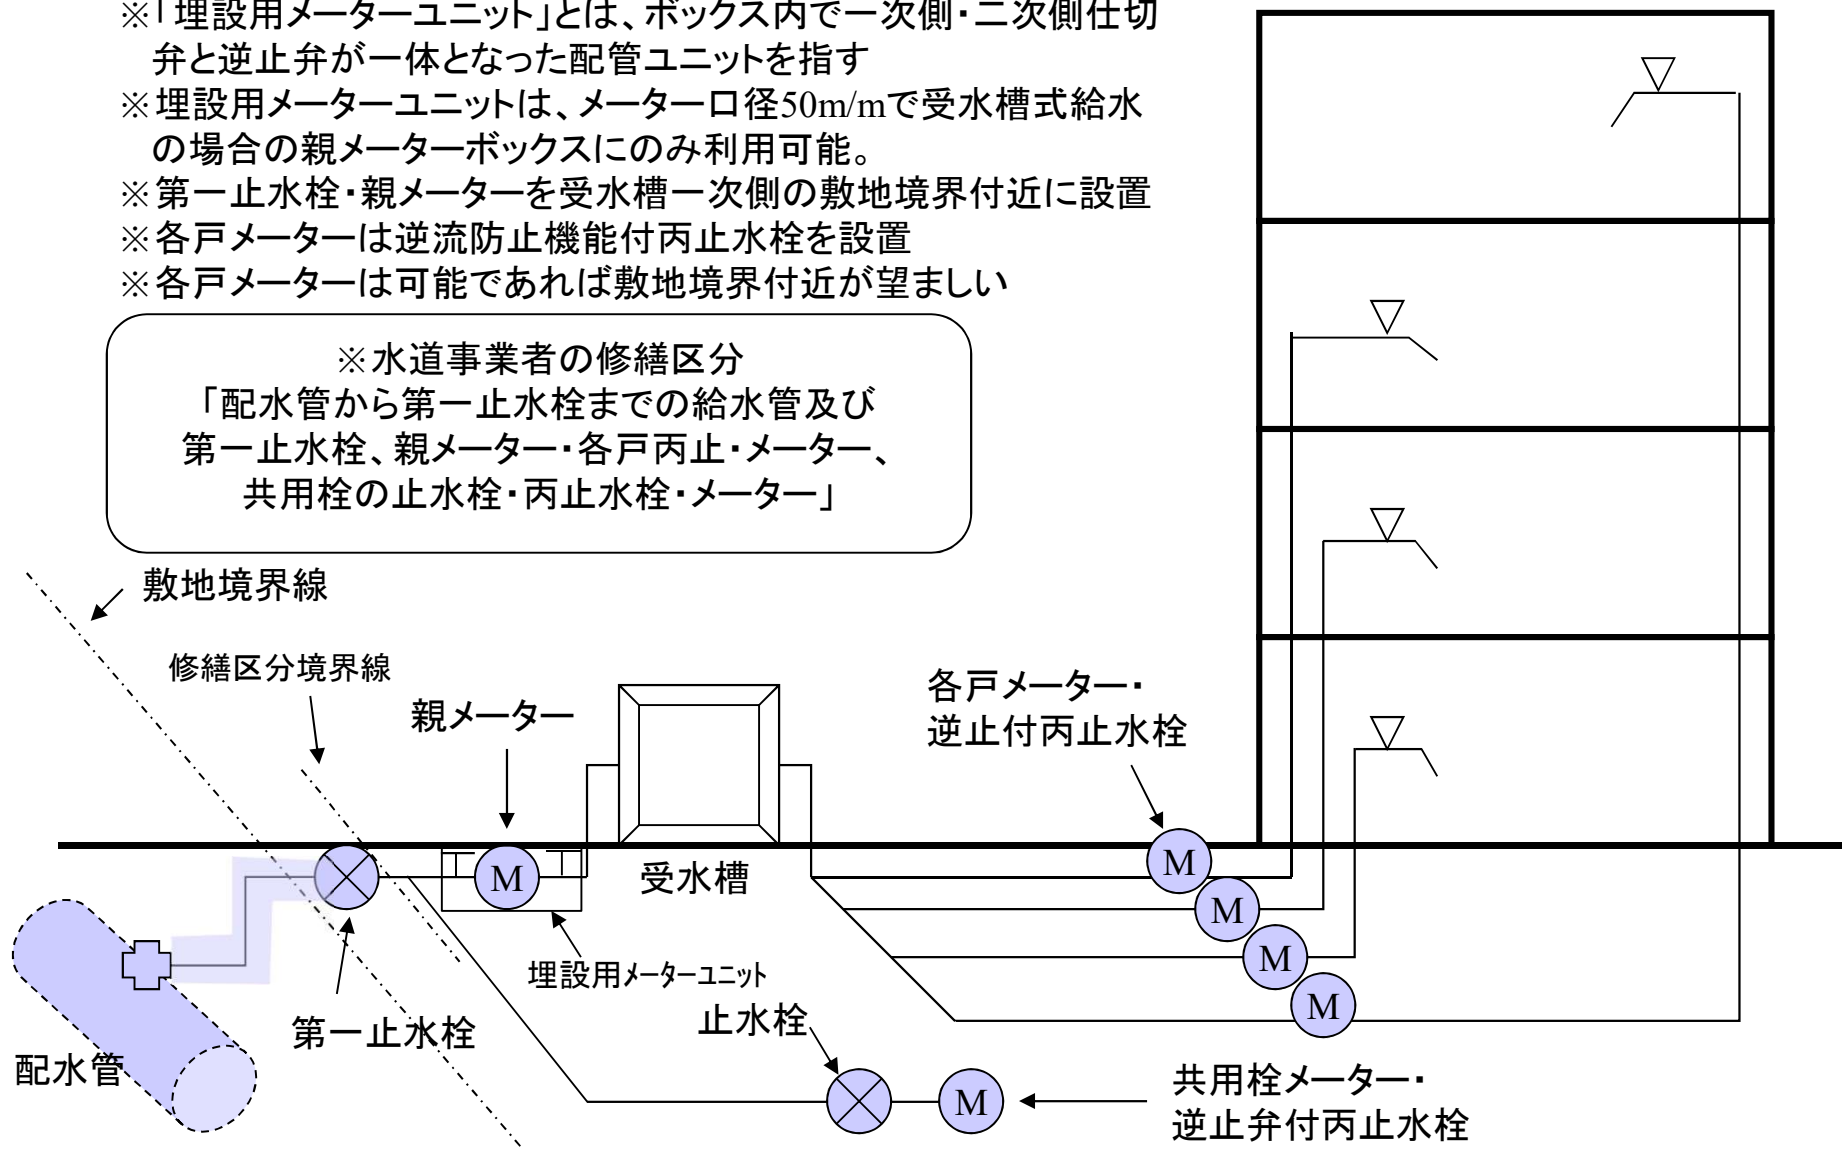 ※「埋設用メーターユニット」とは、ボックス内で一次側・二次側仕切
弁と逆止弁が一体となった配管ユニットを指す
※埋設用メーターユニットは、メーター口径50m/mで受水槽式給水
の場合の親メーターボックスにのみ利用可能。
※第一止水栓・親メーターを受水槽一次側の敷地境界付近に設置
※各戸メーターは逆流防止機能付丙止水栓を設置
※各戸メーターは可能であれば敷地境界付近が望ましい
※水道事業者の修繕区分
「配水管から第一止水栓までの給水管及び
第一止水栓、親メーター・各戸丙止・メーター、
共用栓の止水栓・丙止水栓・メーター」
敷地境界線
修繕区分境界線
親メーター
各戸メーター・
逆止付丙止水栓
M
M
受水槽
M
M
M
埋設用メーターユニット
止水栓
第一止水栓
配水管
M
共用栓メーター・
逆止弁付丙止水栓